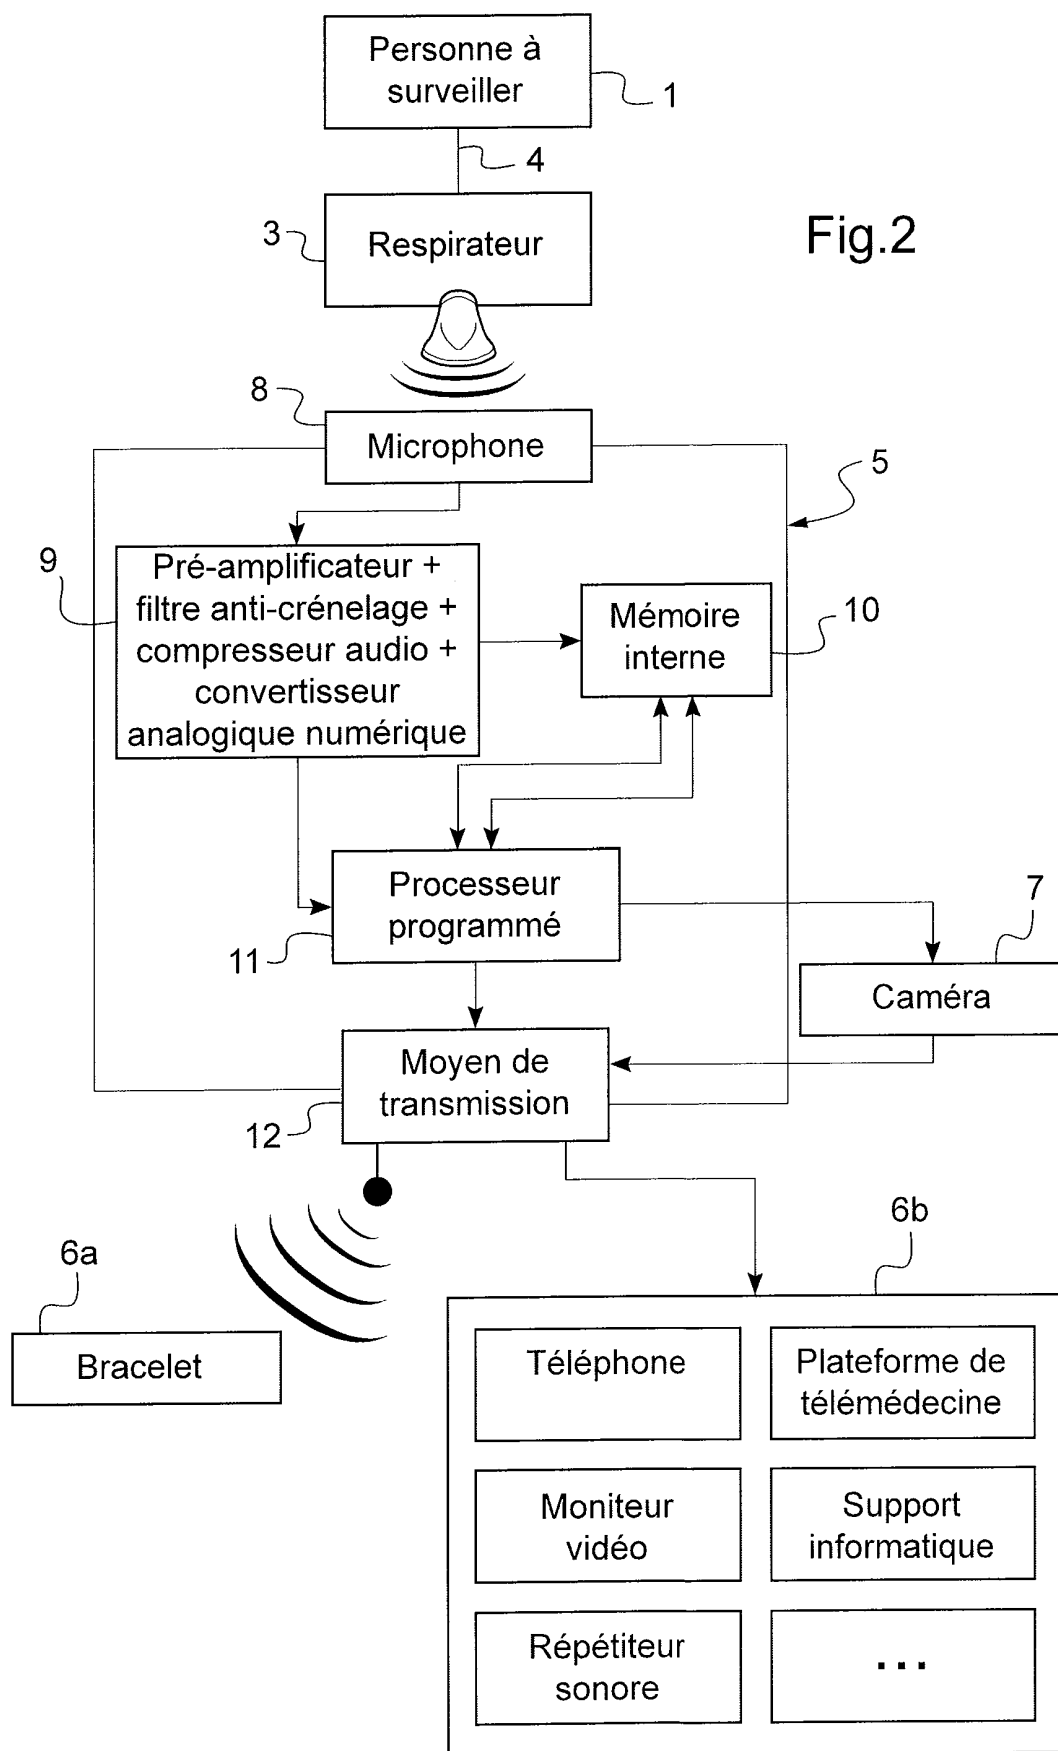 Personne à
surveiller
1
4
3
Respirateur
Fig.2
8
Microphone
5
9
Pré-amplificateur +
filtre anti-crénelage +
compresseur audio +
convertisseur
analogique numérique
Mémoire
interne
10
Processeur
programmé
11
7
Caméra
Moyen de
transmission
12
6a
Bracelet
6b
Téléphone
Plateforme de
télémédecine
Moniteur
vidéo
Support
informatique
Répétiteur
sonore
...